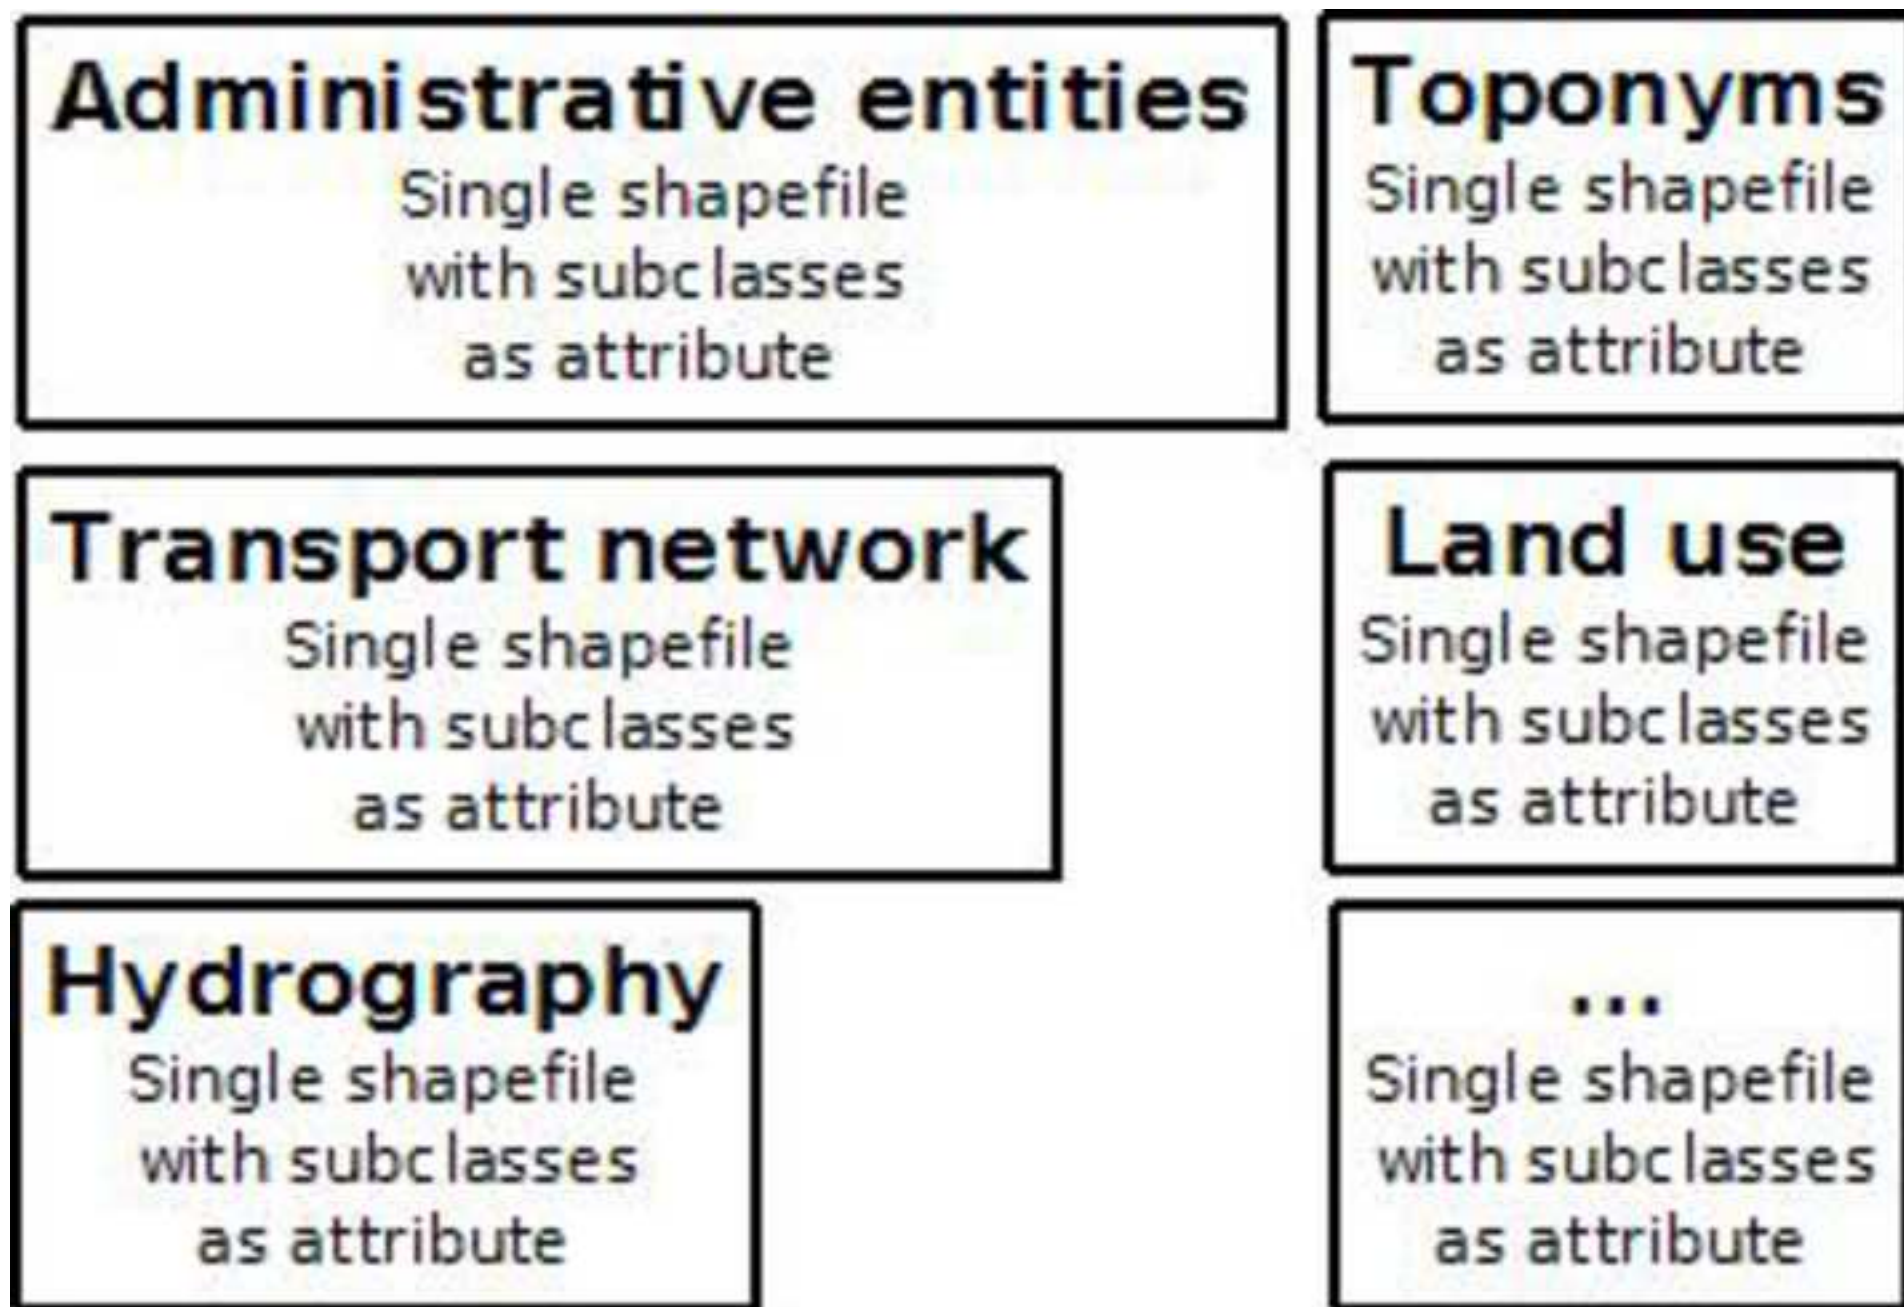 Administrative entities
Single shapefile
with subclasses
as attribute
Toponyms
Single shapefile
with subclasses
as attribute
Transport network
Single shapefile
with subclasses
as attribute
Land use
Single shapefile
with subclasses
as attribute
Hydrography
Single shapefile
with subclasses
as attribute
...
Single shapefile
with subclasses
as attribute